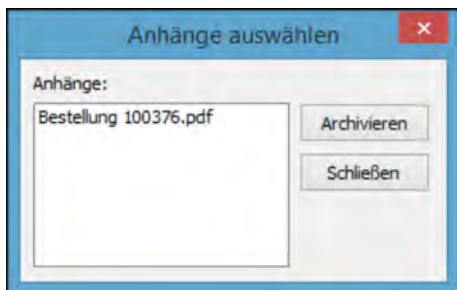 Anhänge auswählen
Anhänge:
Bestellung 100376.pdf
Archivieren
Schließen